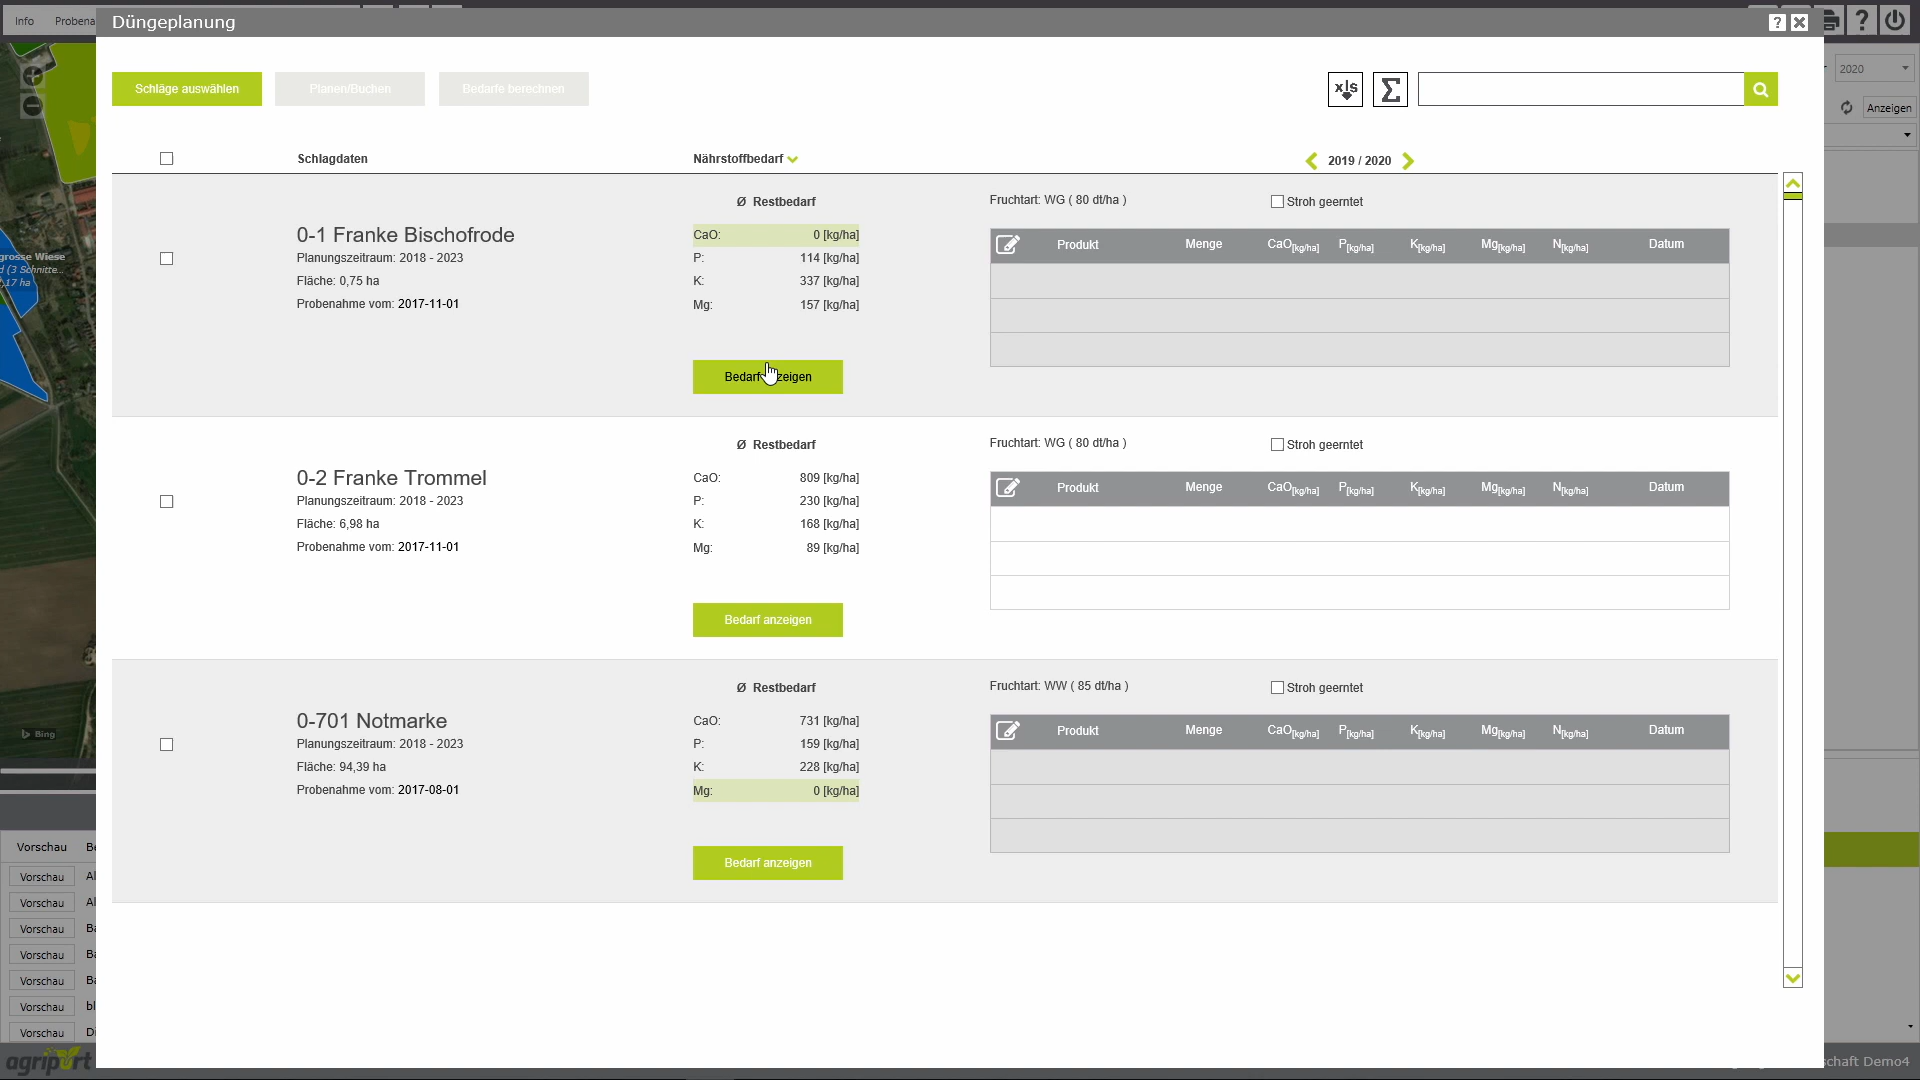 Info
Düngeplanung
?
Schläge auswählen
Planen/Buchen
Bedarfe berechnen
xls
Σ
2020
Anzeigen
Schlagdaten
Nährstoffbedarf
2019 / 2020
Ø Restbedarf
Fruchtart: WG ( 80 dt/ha )
Stroh geerntet
0-1 Franke Bischofrode
Planungszeitraum: 2018 - 2023
Fläche: 0,75 ha
Probenahme vom: 2017-11-01
CaO: 0 [kg/ha]
P: 114 [kg/ha]
K: 337 [kg/ha]
Mg: 157 [kg/ha]
Produkt Menge CaO[kg/ha] P[kg/ha] K[kg/ha] Mg[kg/ha] N[kg/ha] Datum
grosse Wiese
(3 Schnitte...
17 ha
Ø Restbedarf
Fruchtart: WG ( 80 dt/ha )
Stroh geerntet
0-2 Franke Trommel
Planungszeitraum: 2018 - 2023
Fläche: 6,98 ha
Probenahme vom: 2017-11-01
CaO: 809 [kg/ha]
P: 230 [kg/ha]
K: 168 [kg/ha]
Mg: 89 [kg/ha]
Bedarf anzeigen
Produkt Menge CaO[kg/ha] P[kg/ha] K[kg/ha] Mg[kg/ha] N[kg/ha] Datum
Ø Restbedarf
Fruchtart: WW ( 85 dt/ha )
Stroh geerntet
0-701 Notmarke
Planungszeitraum: 2018 - 2023
Fläche: 94,39 ha
Probenahme vom: 2017-08-01
CaO: 731 [kg/ha]
P: 159 [kg/ha]
K: 228 [kg/ha]
Mg: 0 [kg/ha]
Bedarf anzeigen
Produkt Menge CaO[kg/ha] P[kg/ha] K[kg/ha] Mg[kg/ha] N[kg/ha] Datum
Bing
Vorschau
Vorschau
Vorschau
Vorschau
Vorschau
Vorschau
Vorschau
Vorschau
agriport
Demo4